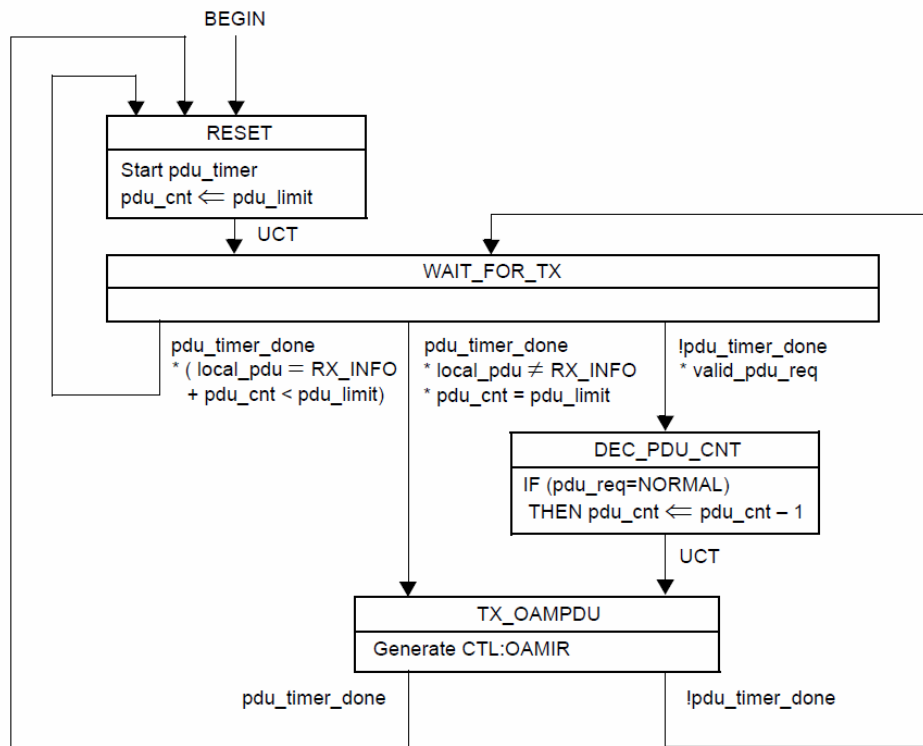 BEGIN
RESET
Start pdu_timer
pdu_cnt ⇐ pdu_limit
UCT
WAIT_FOR_TX
pdu_timer_done
* ( local_pdu = RX_INFO
+ pdu_cnt < pdu_limit)
pdu_timer_done
* local_pdu ≠ RX_INFO
* pdu_cnt = pdu_limit
!pdu_timer_done
* valid_pdu_req
DEC_PDU_CNT
IF (pdu_req=NORMAL)
THEN pdu_cnt ⇐ pdu_cnt – 1
UCT
TX_OAMPDU
Generate CTL:OAMIR
pdu_timer_done
!pdu_timer_done